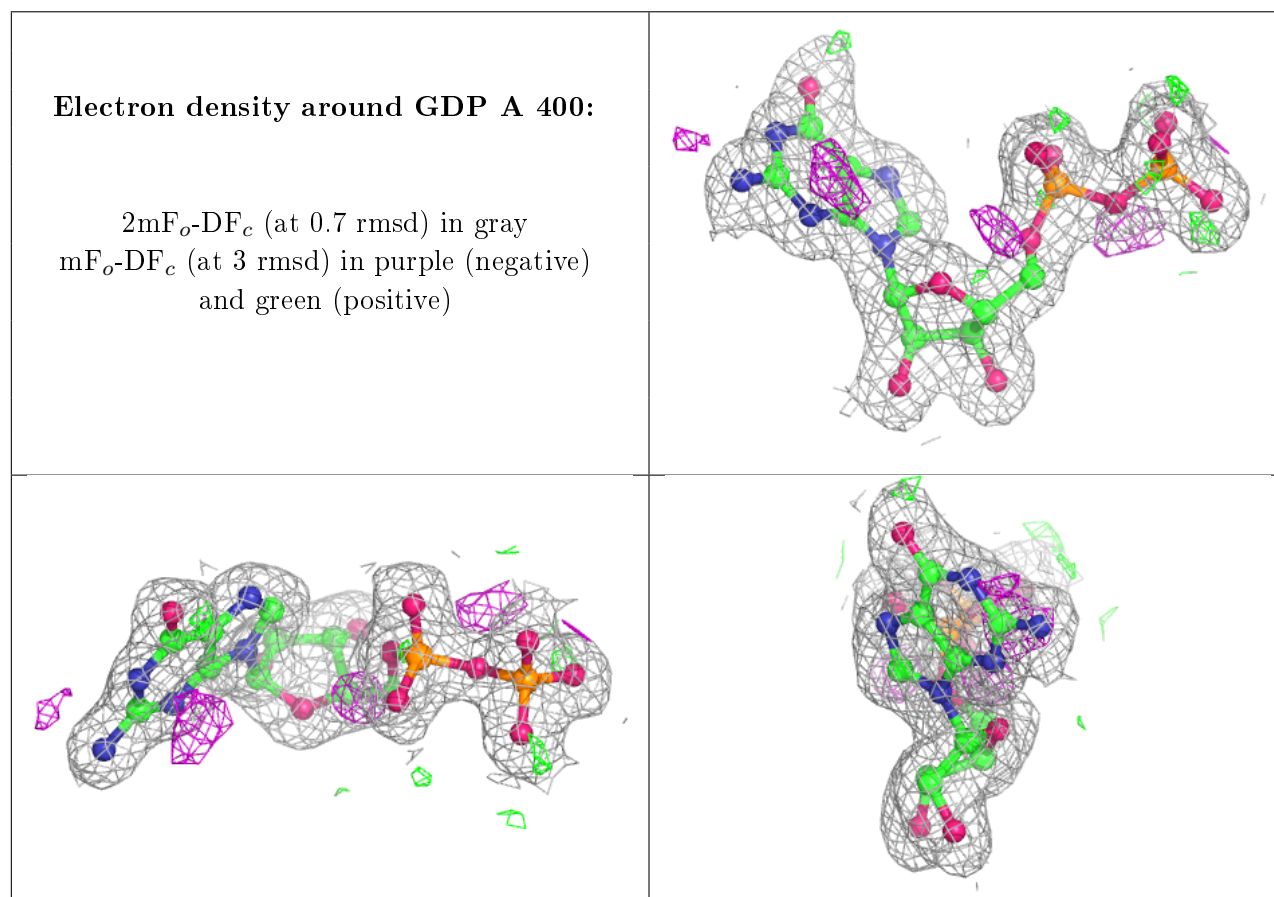 Electron density around GDP A 400:
2mFₒ-DF𝒸 (at 0.7 rmsd) in gray
mFₒ-DF𝒸 (at 3 rmsd) in purple (negative)
and green (positive)